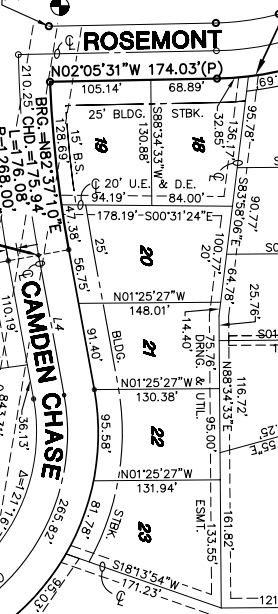 ROSEMONT
N02°05'31"W 174.03'(P)
105.14'
68.89'
69'
25' BLDG.
STBK.
S88°34'33"W
130.88'
32.85'
136.17'
95.78'
19
18
15' B.S.
128.69'
BRG.=N82°37'10"E
CHD.=175.94'
L=176.08'
R=1268.00'
210.25'
20' U.E. & D.E.
94.19'
84.00'
178.19'-S00°31'24"E
S83°58'06"E
90.77'
47.38'
25'
20
100.77'
20'
56.75'
64.78'
N01°25'27"W
148.01'
25.76'
CAMDEN CHASE
110.19'
L4
BLDG.
21
14.40'
75.76'
DRNG. & UTIL.
N88°34'33"E
91.40'
N01°25'27"W
130.38'
116.72'
36.13'
95.58'
22
95.00'
N01°25'27"W
131.94'
265.82'
81.78'
STBK.
23
ESMT.
133.55'
161.82'
S18°13'54"W
171.23'
95.03'
121